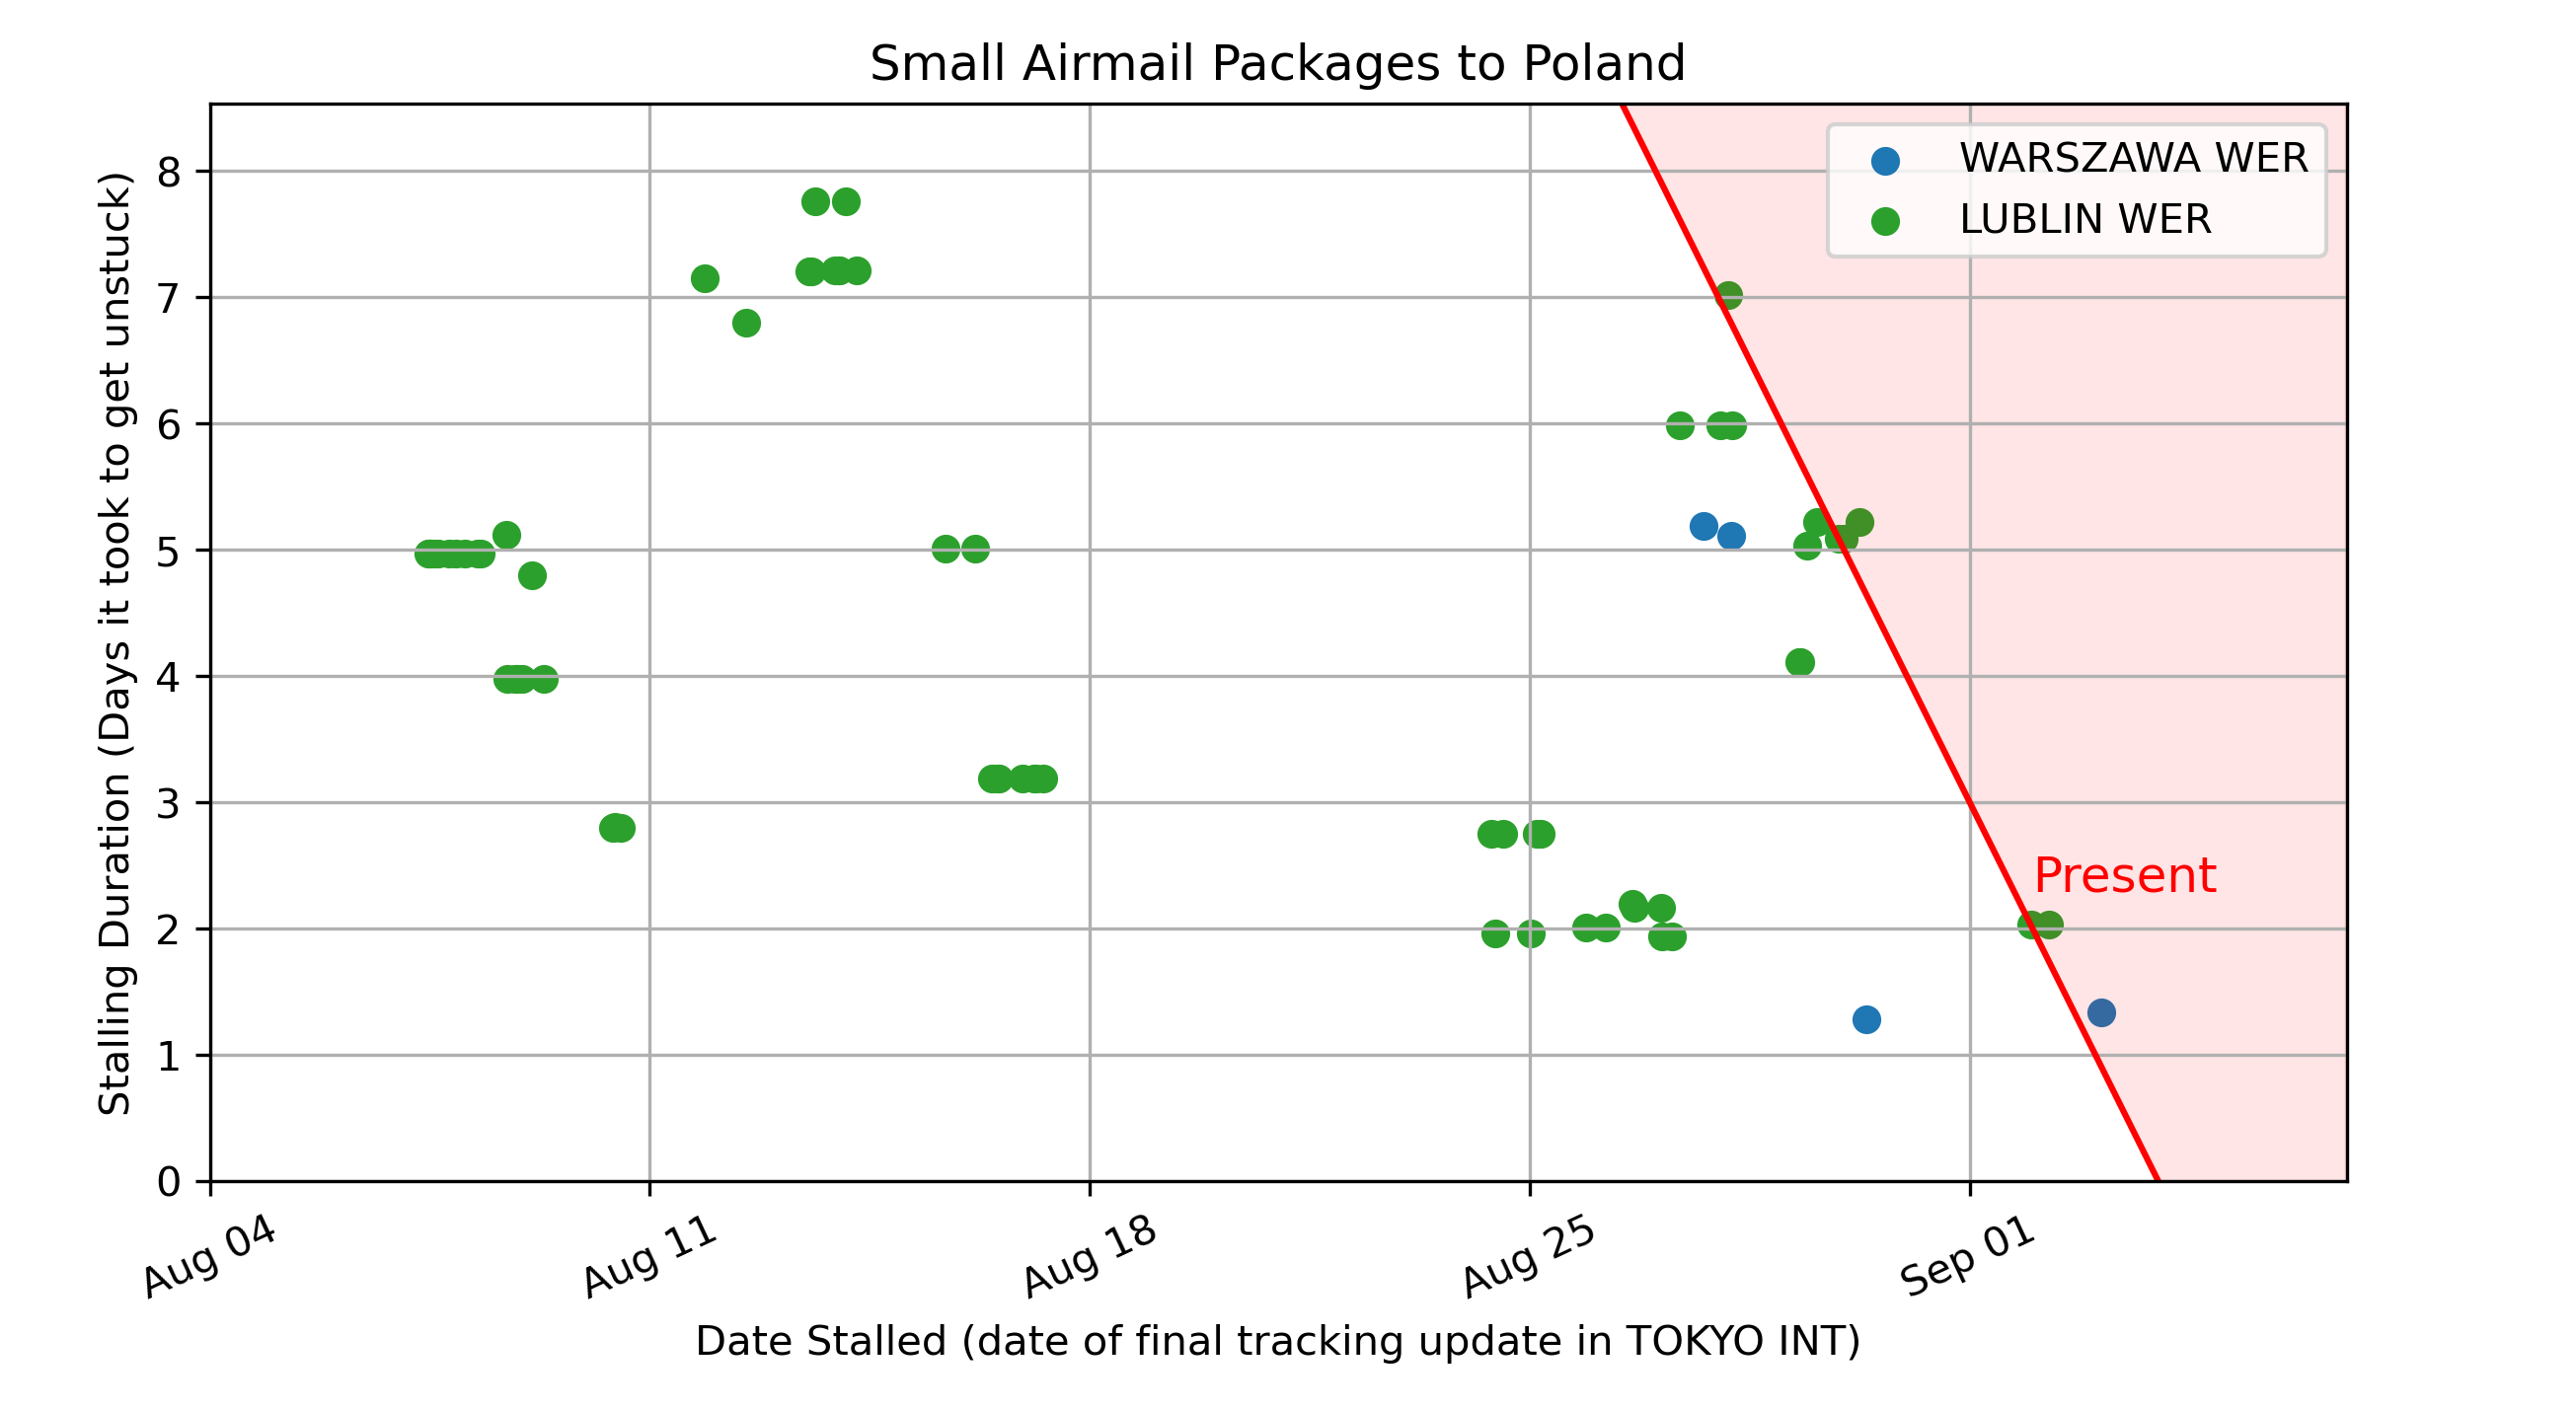 Small Airmail Packages to Poland
Stalling Duration (Days it took to get unstuck)
8
7
6
5
4
3
2
1
0
WARSZAWA WER
LUBLIN WER
Present
Aug 04
Aug 11
Aug 18
Aug 25
Sep 01
Date Stalled (date of final tracking update in TOKYO INT)